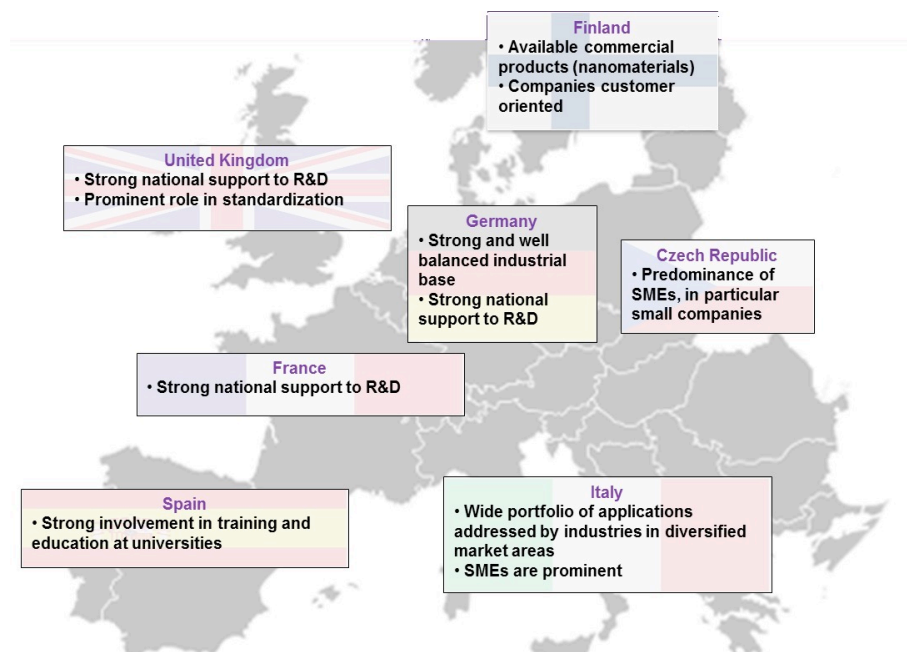 Finland
• Available commercial
products (nanomaterials)
• Companies customer
oriented
United Kingdom
• Strong national support to R&D
• Prominent role in standardization
Germany
• Strong and well
balanced industrial
base
• Strong national
support to R&D
Czech Republic
• Predominance of
SMEs, in particular
small companies
France
• Strong national support to R&D
Spain
• Strong involvement in training and
education at universities
Italy
• Wide portfolio of applications
addressed by industries in diversified
market areas
• SMEs are prominent